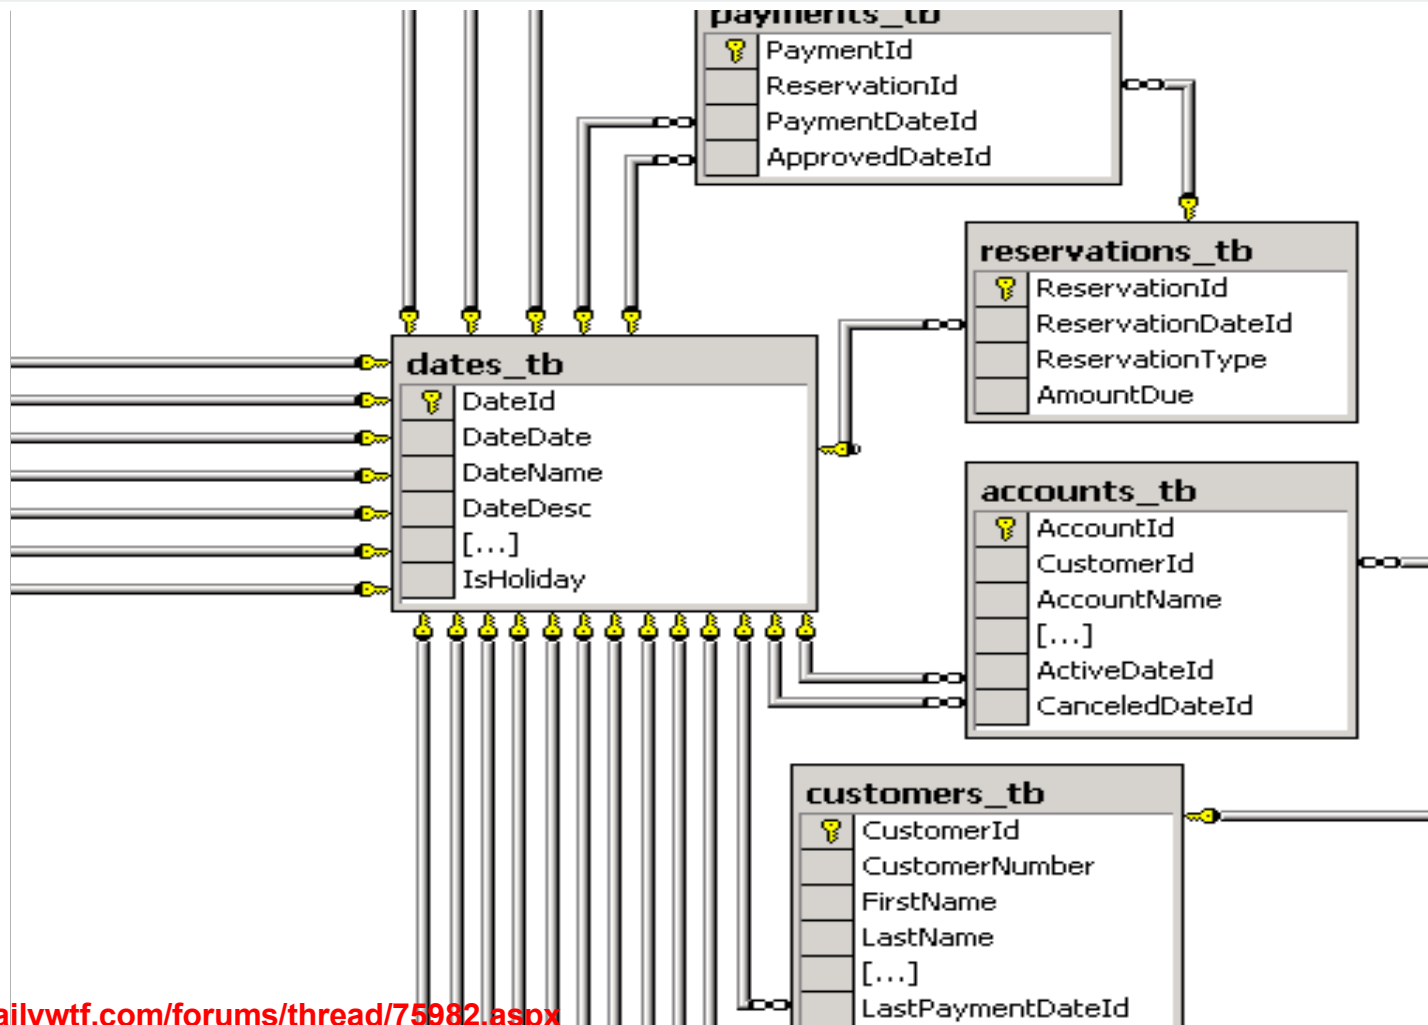 payments_tb
PaymentId
ReservationId
PaymentDateId
ApprovedDateId
reservations_tb
ReservationId
ReservationDateId
ReservationType
AmountDue
dates_tb
DateId
DateDate
DateName
DateDesc
[...]
IsHoliday
accounts_tb
AccountId
CustomerId
AccountName
[...]
ActiveDateId
CanceledDateId
customers_tb
CustomerId
CustomerNumber
FirstName
LastName
[...]
LastPaymentDateId
ailywtf.com/forums/thread/75982.aspx